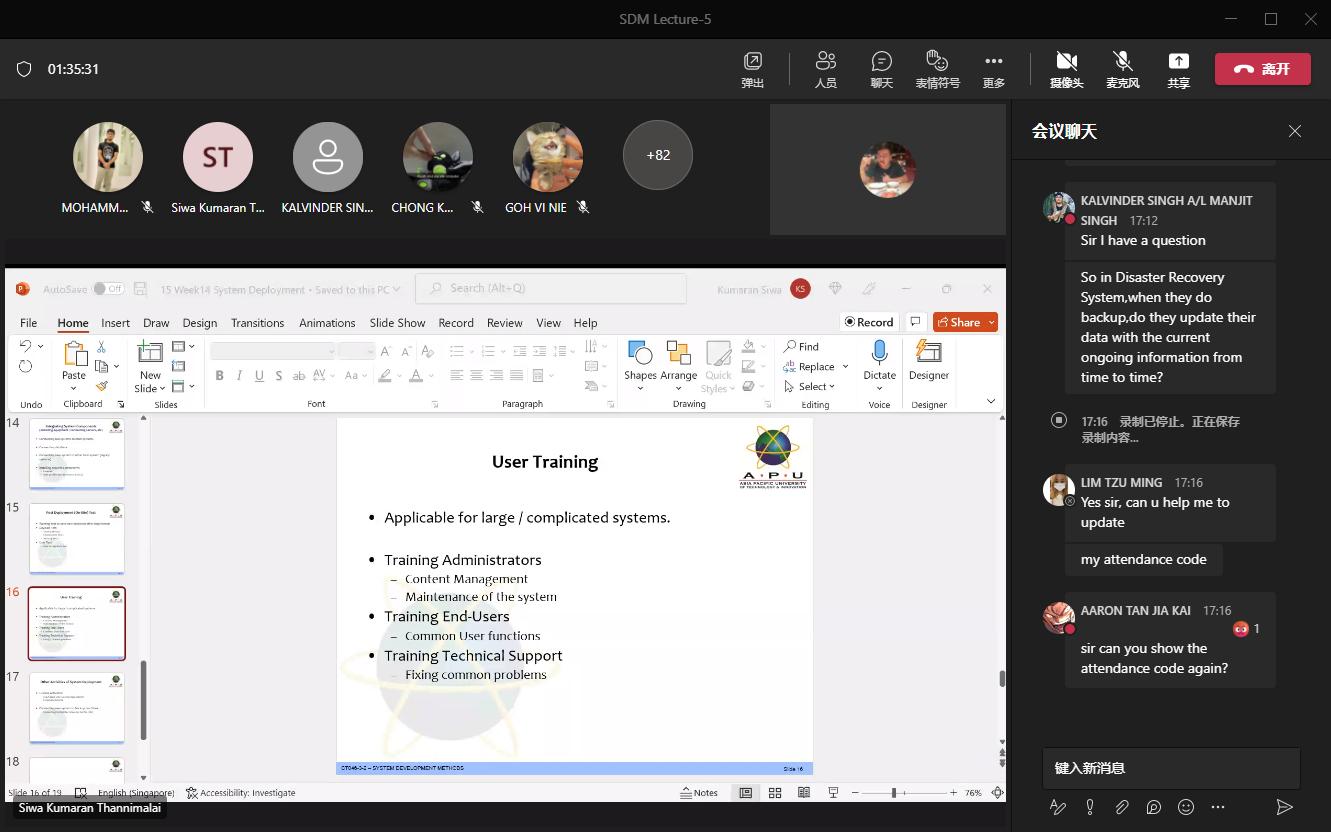 SDM Lecture-5
01:35:31
弹出
人员
聊天
表情符号
更多
摄像头
麦克风
共享
离开
ST
+82
MOHAMM...
Siwa Kumaran T...
KALVINDER SIN...
CHONG K...
GOH VI NIE
AutoSave
Off
15 Week14 System Deployment • Saved to this PC
Search (Alt+Q)
Kumaran Siwa
KS
File
Home
Insert
Draw
Design
Transitions
Animations
Slide Show
Record
Review
View
Help
Record
Share
Paste
New
Slide
B
I
U
S
ab
AV
Aa
A
Shapes
Arrange
Quick
Styles
Find
Replace
Select
Dictate
Designer
Undo
Clipboard
Slides
Font
Paragraph
Drawing
Editing
Voice
Designer
14
15
16
User Training
17
18
User Training
A • P • U
ASIA PACIFIC UNIVERSITY
OF TECHNOLOGY & INNOVATION
• Applicable for large / complicated systems.
• Training Administrators
– Content Management
– Maintenance of the system
• Training End-Users
– Common User functions
• Training Technical Support
– Fixing common problems
CT046-3-2 – SYSTEM DEVELOPMENT METHODS
Slide 16
Slide 16 of 19
English (Singapore)
Accessibility: Investigate
Notes
76%
Siwa Kumaran Thannimalai
会议聊天
KALVINDER SINGH A/L MANJIT
SINGH 17:12
Sir I have a question
So in Disaster Recovery
System,when they do
backup,do they update their
data with the current
ongoing information from
time to time?
17:16 录制已停止。正在保存
录制内容...
LIM TZU MING 17:16
Yes sir, can u help me to
update
my attendance code
AARON TAN JIA KAI 17:16
1
sir can you show the
attendance code again?
键入新消息